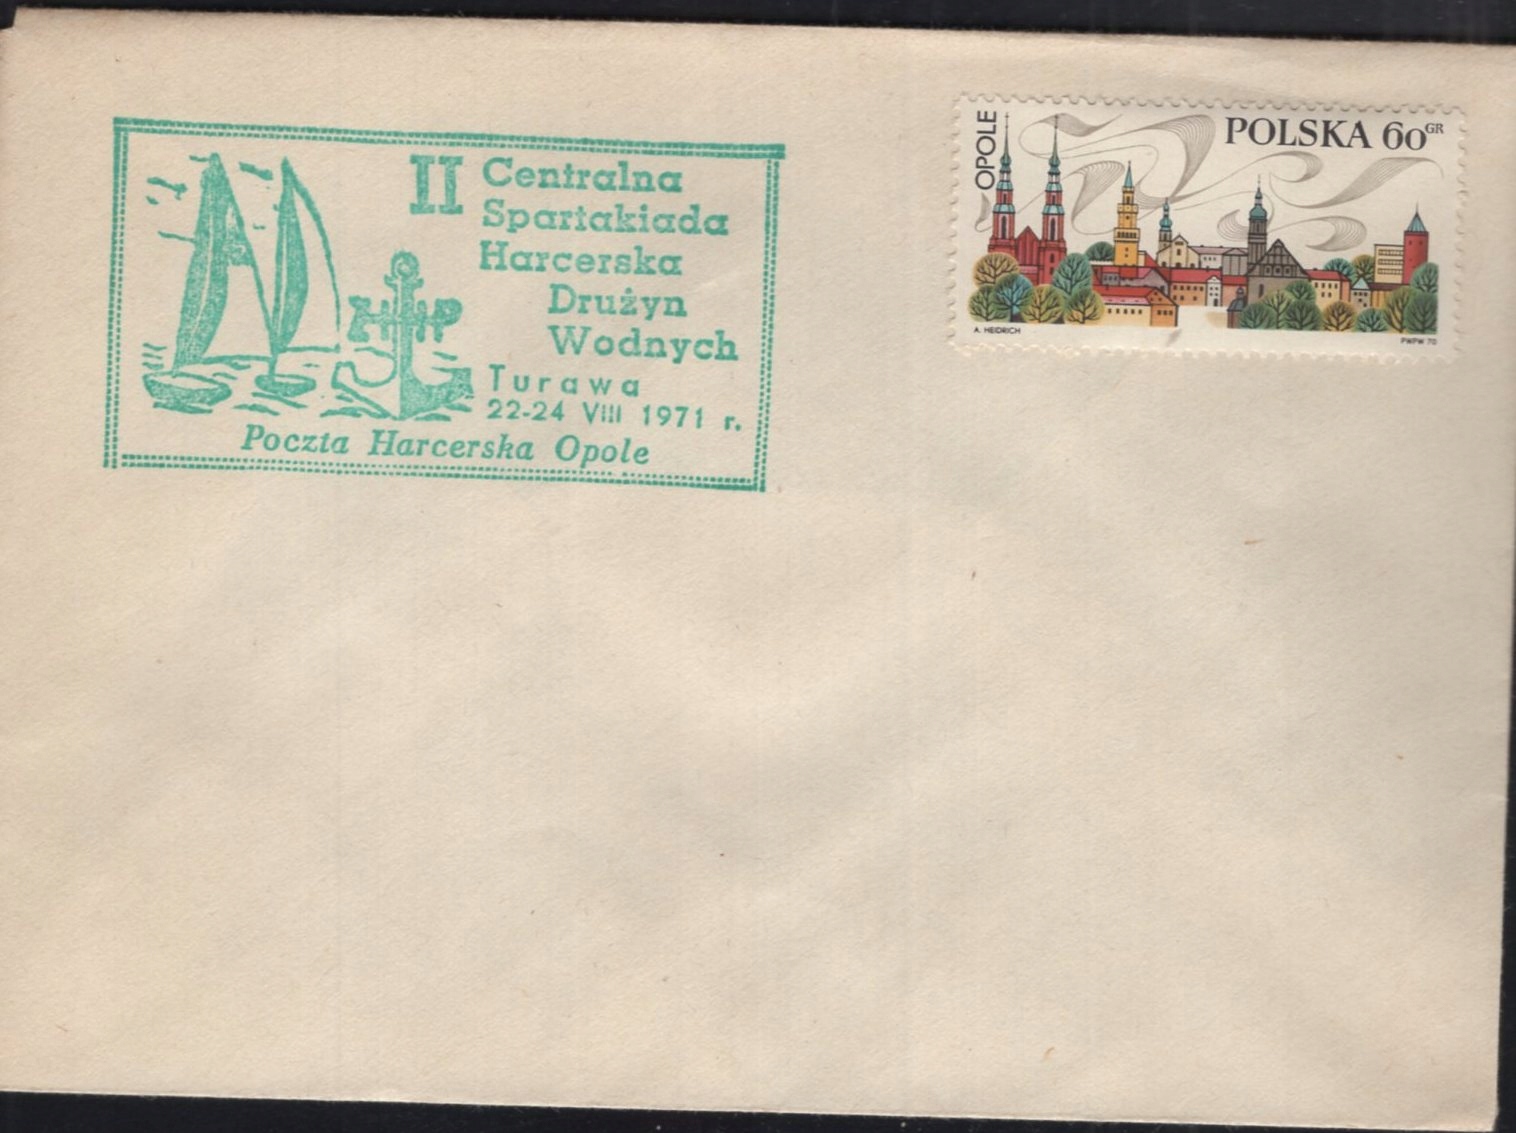 II Centralna
Spartakiada
Harcerska
Drużyn
Wodnych
ZHP
Turawa
22-24 VIII 1971 r.
Poczta Harcerska Opole
OPOLE
POLSKA 60 GR
A. HEIDRICH
PWPW 70